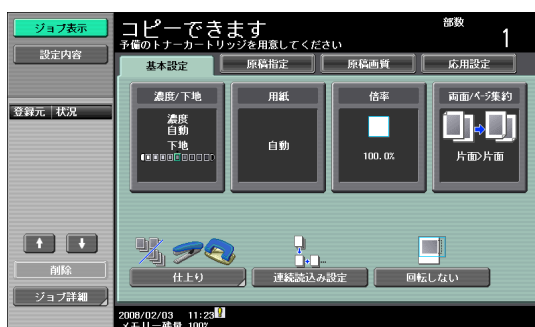 ジョブ表示
設定内容
登録元 状況
削除
ジョブ詳細
コピーできます
予備のトナーカートリッジを用意してください
部数
1
基本設定
原稿指定
原稿画質
応用設定
濃度/下地
濃度
自動
下地
用紙
自動
倍率
100.0%
両面/ページ集約
片面>片面
仕上り
連続読込み設定
回転しない
2008/02/03 11:23
メモリー残量 100%